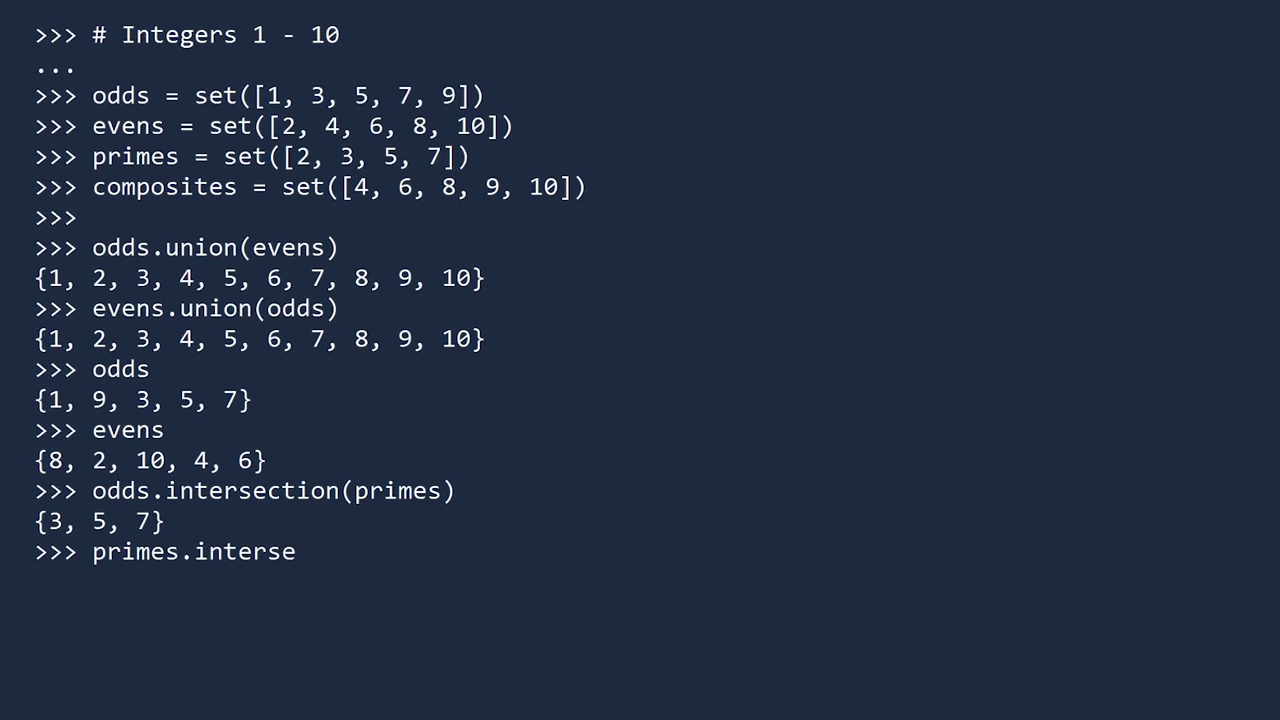 >>> # Integers 1 - 10
...
>>> odds = set([1, 3, 5, 7, 9])
>>> evens = set([2, 4, 6, 8, 10])
>>> primes = set([2, 3, 5, 7])
>>> composites = set([4, 6, 8, 9, 10])
>>>
>>> odds.union(evens)
{1, 2, 3, 4, 5, 6, 7, 8, 9, 10}
>>> evens.union(odds)
{1, 2, 3, 4, 5, 6, 7, 8, 9, 10}
>>> odds
{1, 9, 3, 5, 7}
>>> evens
{8, 2, 10, 4, 6}
>>> odds.intersection(primes)
{3, 5, 7}
>>> primes.interse